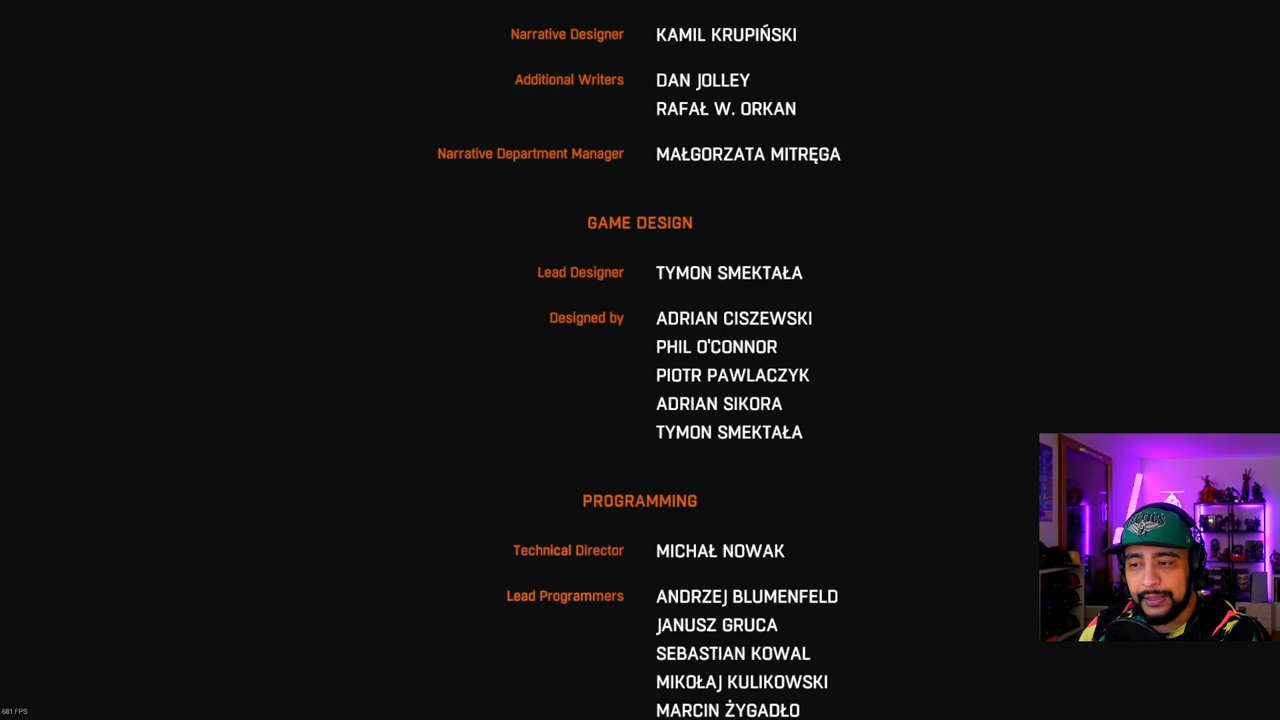 Narrative Designer KAMIL KRUPIŃSKI
Additional Writers DAN JOLLEY
RAFAŁ W. ORKAN
Narrative Department Manager MAŁGORZATA MITRĘGA
GAME DESIGN
Lead Designer TYMON SMEKTAŁA
Designed by ADRIAN CISZEWSKI
PHIL O'CONNOR
PIOTR PAWLACZYK
ADRIAN SIKORA
TYMON SMEKTAŁA
PROGRAMMING
Technical Director MICHAŁ NOWAK
Lead Programmers ANDRZEJ BLUMENFELD
JANUSZ GRUCA
SEBASTIAN KOWAL
MIKOŁAJ KULIKOWSKI
MARCIN ŻYGADŁO
681 FPS